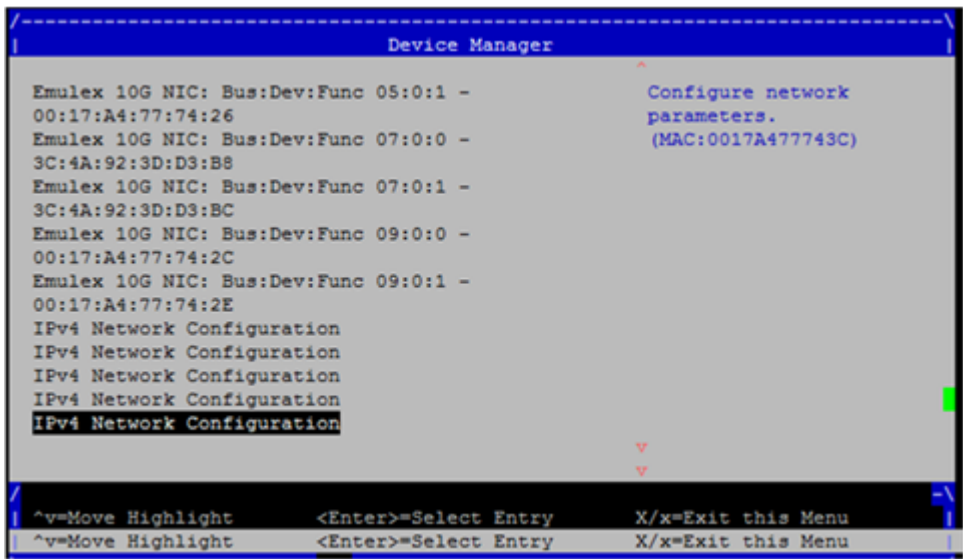 Device Manager
Emulex 10G NIC: Bus:Dev:Func 05:0:1 -
00:17:A4:77:74:26
Emulex 10G NIC: Bus:Dev:Func 07:0:0 -
3C:4A:92:3D:D3:B8
Emulex 10G NIC: Bus:Dev:Func 07:0:1 -
3C:4A:92:3D:D3:BC
Emulex 10G NIC: Bus:Dev:Func 09:0:0 -
00:17:A4:77:74:2C
Emulex 10G NIC: Bus:Dev:Func 09:0:1 -
00:17:A4:77:74:2E
IPv4 Network Configuration
IPv4 Network Configuration
IPv4 Network Configuration
IPv4 Network Configuration
IPv4 Network Configuration
^
Configure network
parameters.
(MAC:0017A477743C)
v
v
^v=Move Highlight <Enter>=Select Entry X/x=Exit this Menu
^v=Move Highlight <Enter>=Select Entry X/x=Exit this Menu